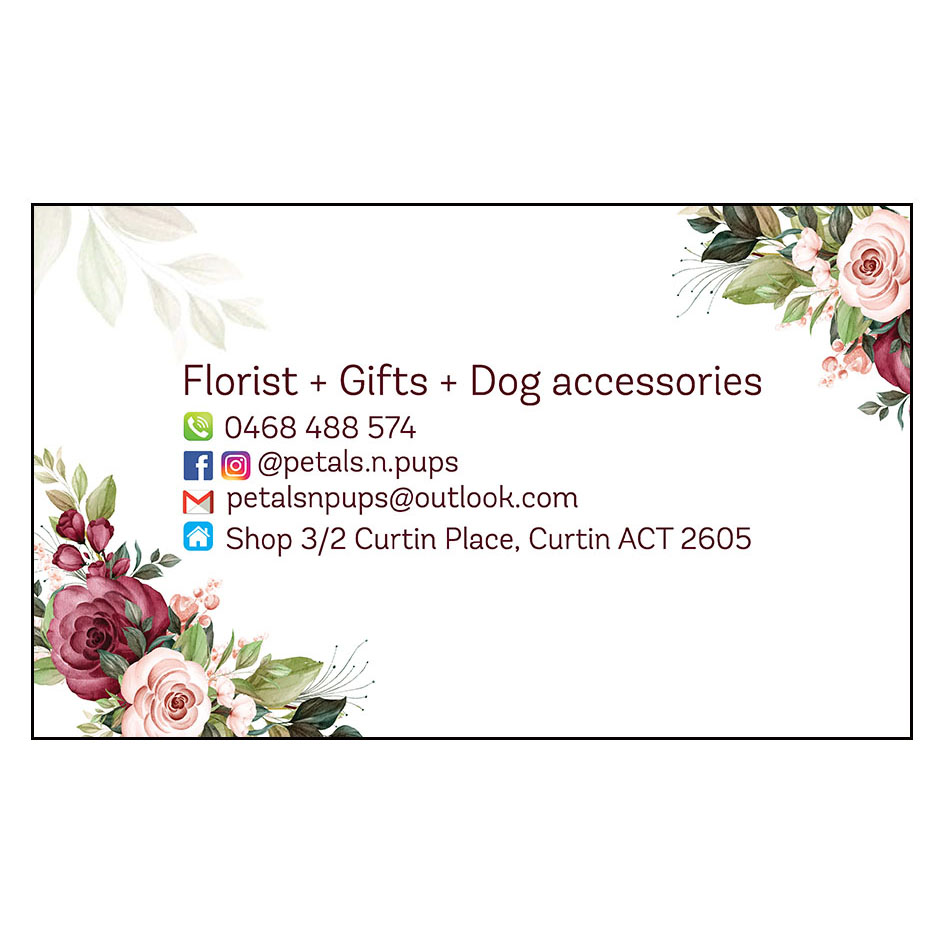 Florist + Gifts + Dog accessories
0468 488 574
@petals.n.pups
petalsnpups@outlook.com
Shop 3/2 Curtin Place, Curtin ACT 2605